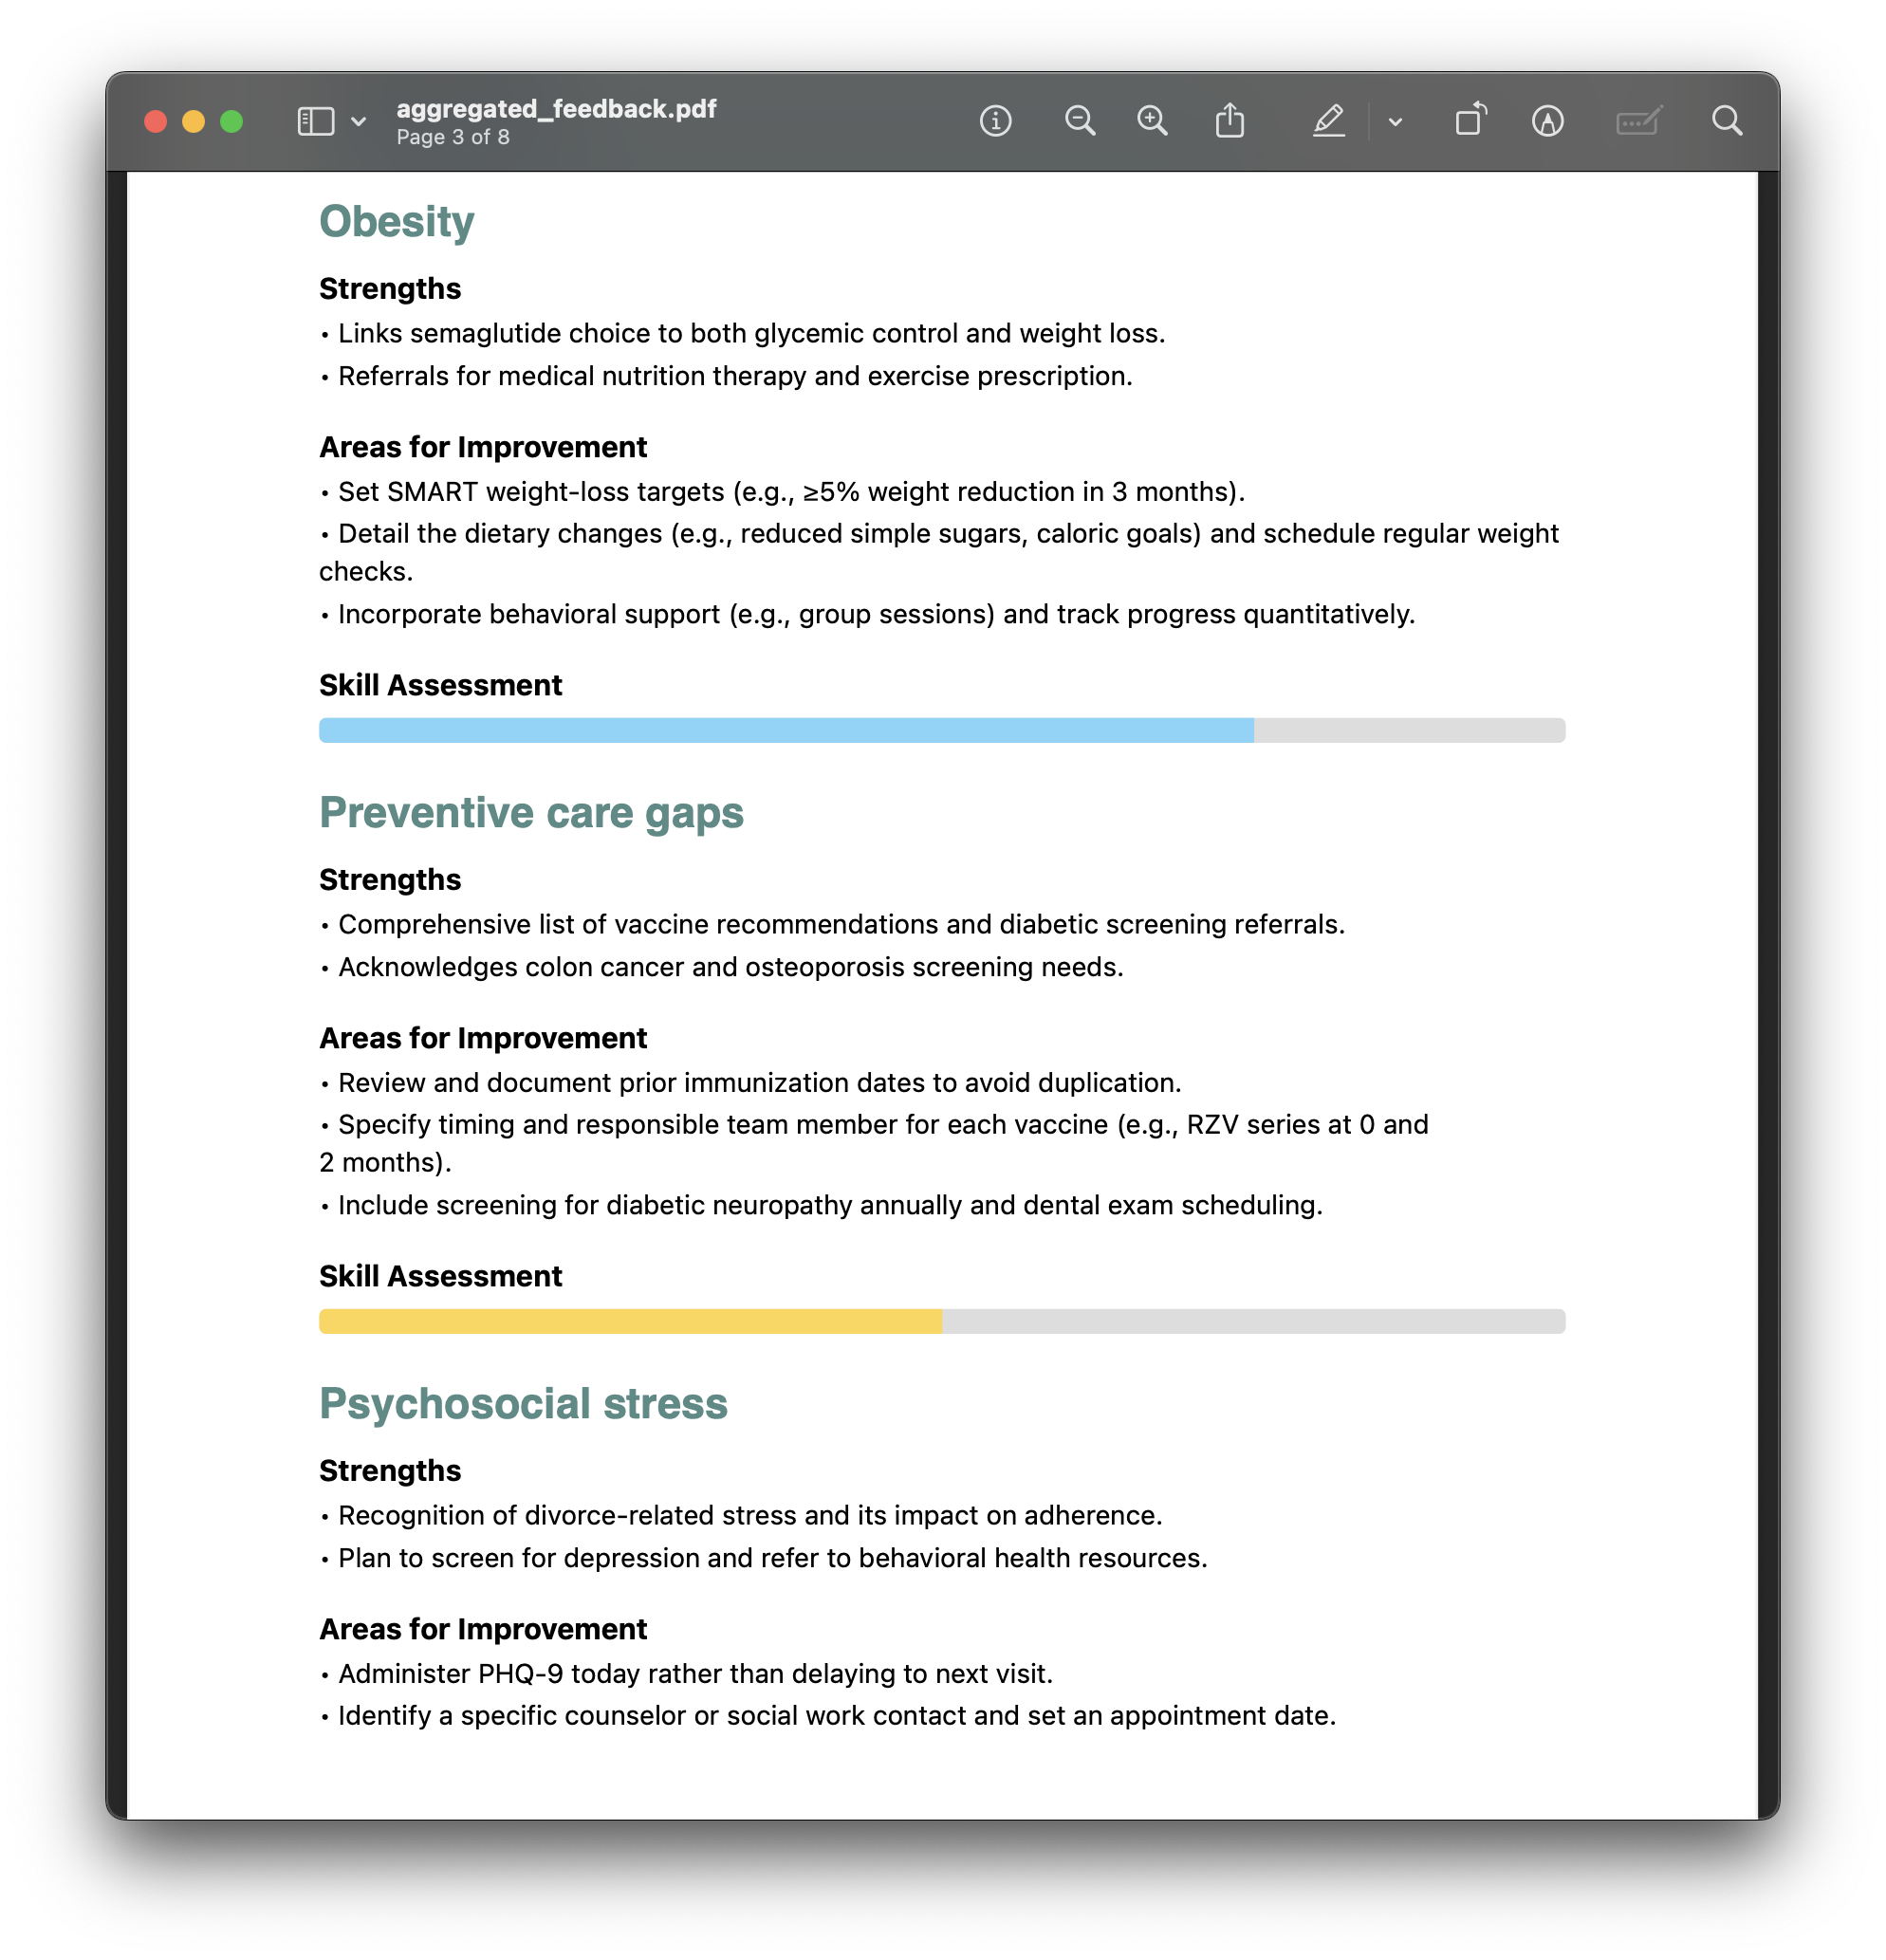 aggregated_feedback.pdf
Page 3 of 8
Obesity
Strengths
• Links semaglutide choice to both glycemic control and weight loss.
• Referrals for medical nutrition therapy and exercise prescription.
Areas for Improvement
• Set SMART weight-loss targets (e.g., ≥5% weight reduction in 3 months).
• Detail the dietary changes (e.g., reduced simple sugars, caloric goals) and schedule regular weight
checks.
• Incorporate behavioral support (e.g., group sessions) and track progress quantitatively.
Skill Assessment
Preventive care gaps
Strengths
• Comprehensive list of vaccine recommendations and diabetic screening referrals.
• Acknowledges colon cancer and osteoporosis screening needs.
Areas for Improvement
• Review and document prior immunization dates to avoid duplication.
• Specify timing and responsible team member for each vaccine (e.g., RZV series at 0 and
2 months).
• Include screening for diabetic neuropathy annually and dental exam scheduling.
Skill Assessment
Psychosocial stress
Strengths
• Recognition of divorce-related stress and its impact on adherence.
• Plan to screen for depression and refer to behavioral health resources.
Areas for Improvement
• Administer PHQ-9 today rather than delaying to next visit.
• Identify a specific counselor or social work contact and set an appointment date.